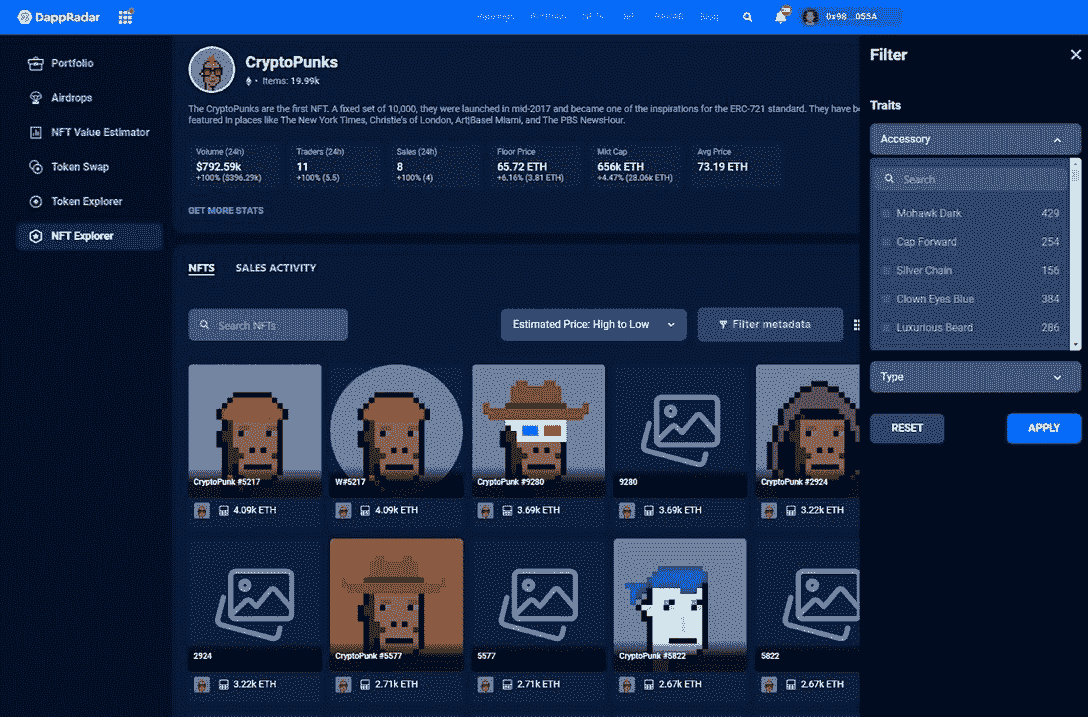 DappRadar
0x98...055A
Portfolio
Airdrops
NFT Value Estimator
Token Swap
Token Explorer
NFT Explorer
CryptoPunks
Items: 19.99k
The CryptoPunks are the first NFT. A fixed set of 10,000, they were launched in mid-2017 and became one of the inspirations for the ERC-721 standard. They have be
featured in places like The New York Times, Christie's of London, Art|Basel Miami, and The PBS NewsHour.
Volume (24h) Traders (24h) Sales (24h) Floor Price Mkt Cap Avg Price
$792.59k 11 8 65.72 ETH 656k ETH 73.19 ETH
+100% ($396.29k) +100% (5.5) +100% (4) +6.16% (3.81 ETH) +4.47% (28.06k ETH)
GET MORE STATS
NFTS SALES ACTIVITY
Search NFTs Estimated Price: High to Low Filter metadata
CryptoPunk #5217 W#5217 CryptoPunk #9280 9280 CryptoPunk #2924
4.09k ETH 4.09k ETH 3.69k ETH 3.69k ETH 3.22k ETH
2924 CryptoPunk #5577 5577 CryptoPunk #5822 5822
3.22k ETH 2.71k ETH 2.71k ETH 2.67k ETH 2.67k ETH
Filter
Traits
Accessory
Search
Mohawk Dark 429
Cap Forward 254
Silver Chain 156
Clown Eyes Blue 384
Luxurious Beard 286
Type
RESET APPLY